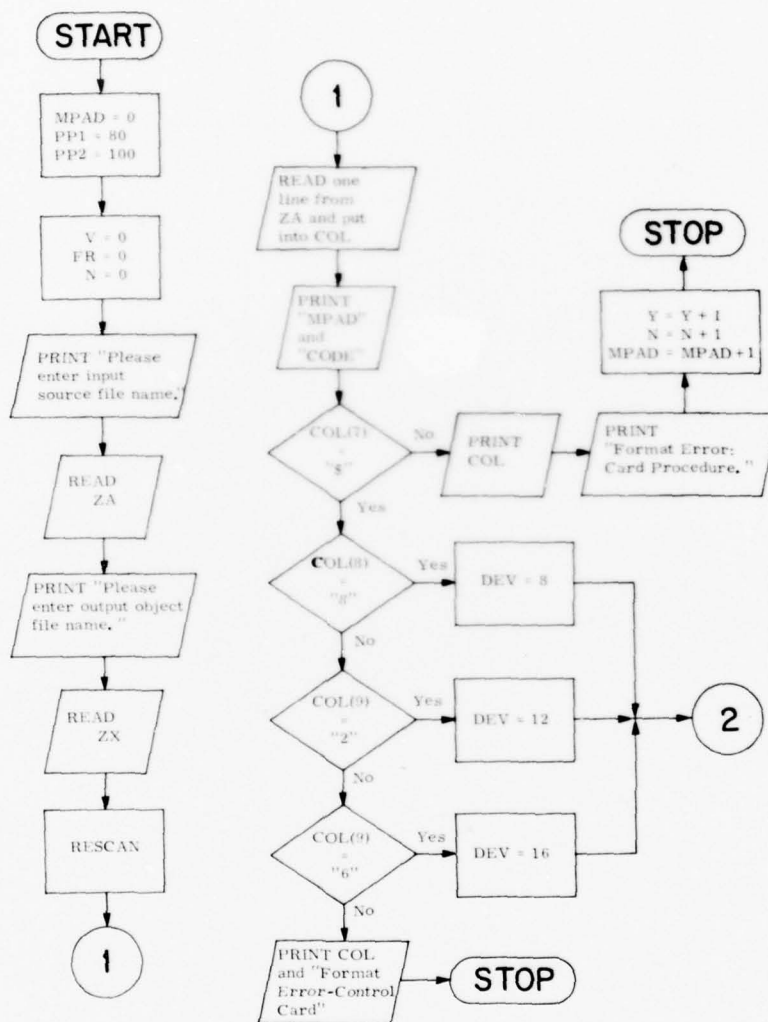 START
MPAD = 0
PP1 = 80
PP2 = 100
V = 0
FR = 0
N = 0
PRINT "Please
enter input
source file name."
READ
ZA
PRINT "Please
enter output object
file name."
READ
ZX
RESCAN
1
1
READ one
line from
ZA and put
into COL
PRINT
"MPAD"
and
"CODE"
COL(7)
=
"$"
No
Yes
PRINT
COL
PRINT
"Format Error:
Card Procedure."
Y = Y + 1
N = N + 1
MPAD = MPAD+1
STOP
COL(8)
=
"8"
Yes
No
DEV = 8
COL(9)
=
"2"
Yes
No
DEV = 12
2
COL(9)
=
"6"
Yes
No
DEV = 16
PRINT COL
and "Format
Error-Control
Card"
STOP